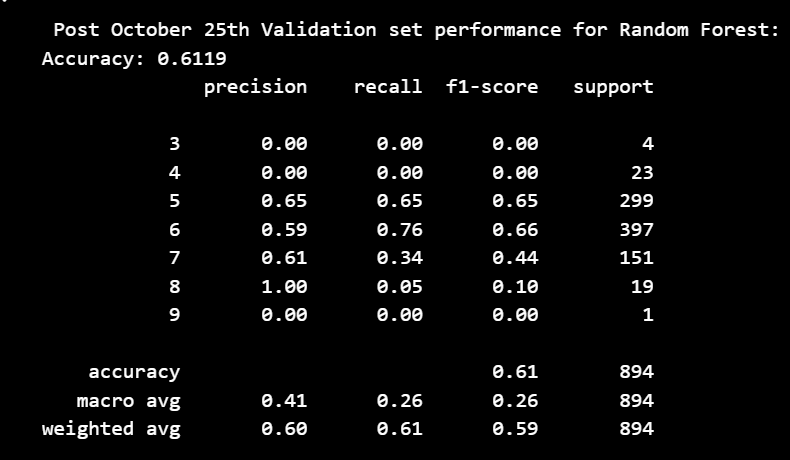 Post October 25th Validation set performance for Random Forest:
Accuracy: 0.6119
precision recall f1-score support
3 0.00 0.00 0.00 4
4 0.00 0.00 0.00 23
5 0.65 0.65 0.65 299
6 0.59 0.76 0.66 397
7 0.61 0.34 0.44 151
8 1.00 0.05 0.10 19
9 0.00 0.00 0.00 1
accuracy 0.61 894
macro avg 0.41 0.26 0.26 894
weighted avg 0.60 0.61 0.59 894